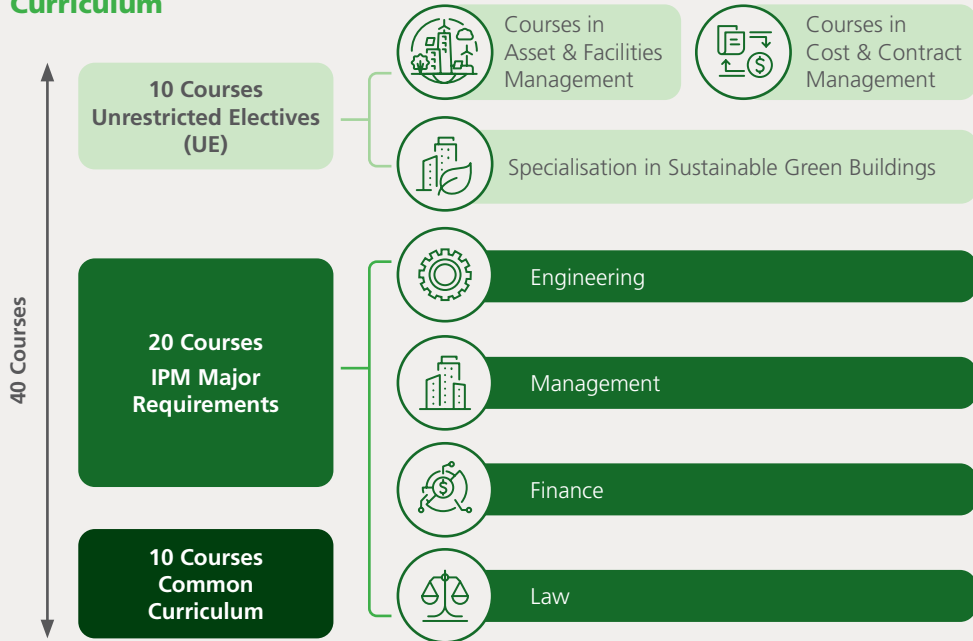 Curriculum
40 Courses
10 Courses
Unrestricted Electives
(UE)
Courses in
Asset & Facilities
Management
Courses in
Cost & Contract
Management
Specialisation in Sustainable Green Buildings
20 Courses
IPM Major
Requirements
Engineering
Management
$
Finance
Law
10 Courses
Common
Curriculum